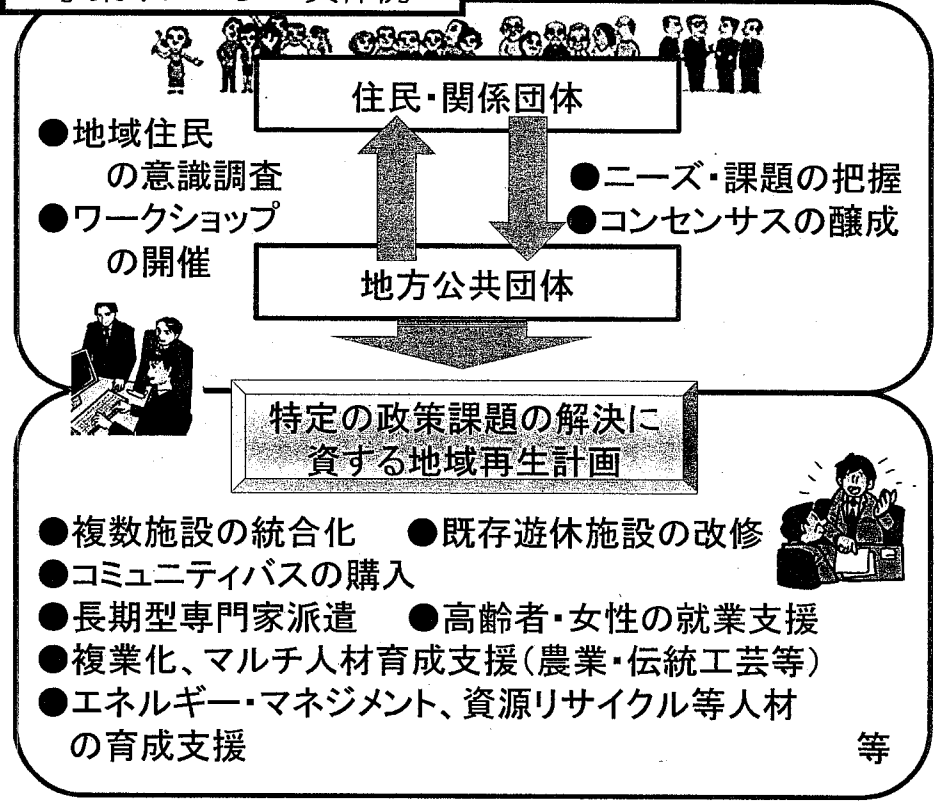 住民・関係団体
●地域住民
の意識調査
●ワークショップ
の開催
●ニーズ・課題の把握
●コンセンサスの醸成
地方公共団体
特定の政策課題の解決に
資する地域再生計画
●複数施設の統合化 ●既存遊休施設の改修
●コミュニティバスの購入
●長期型専門家派遣 ●高齢者・女性の就業支援
●複業化、マルチ人材育成支援(農業・伝統工芸等)
●エネルギー・マネジメント、資源リサイクル等人材
の育成支援
等